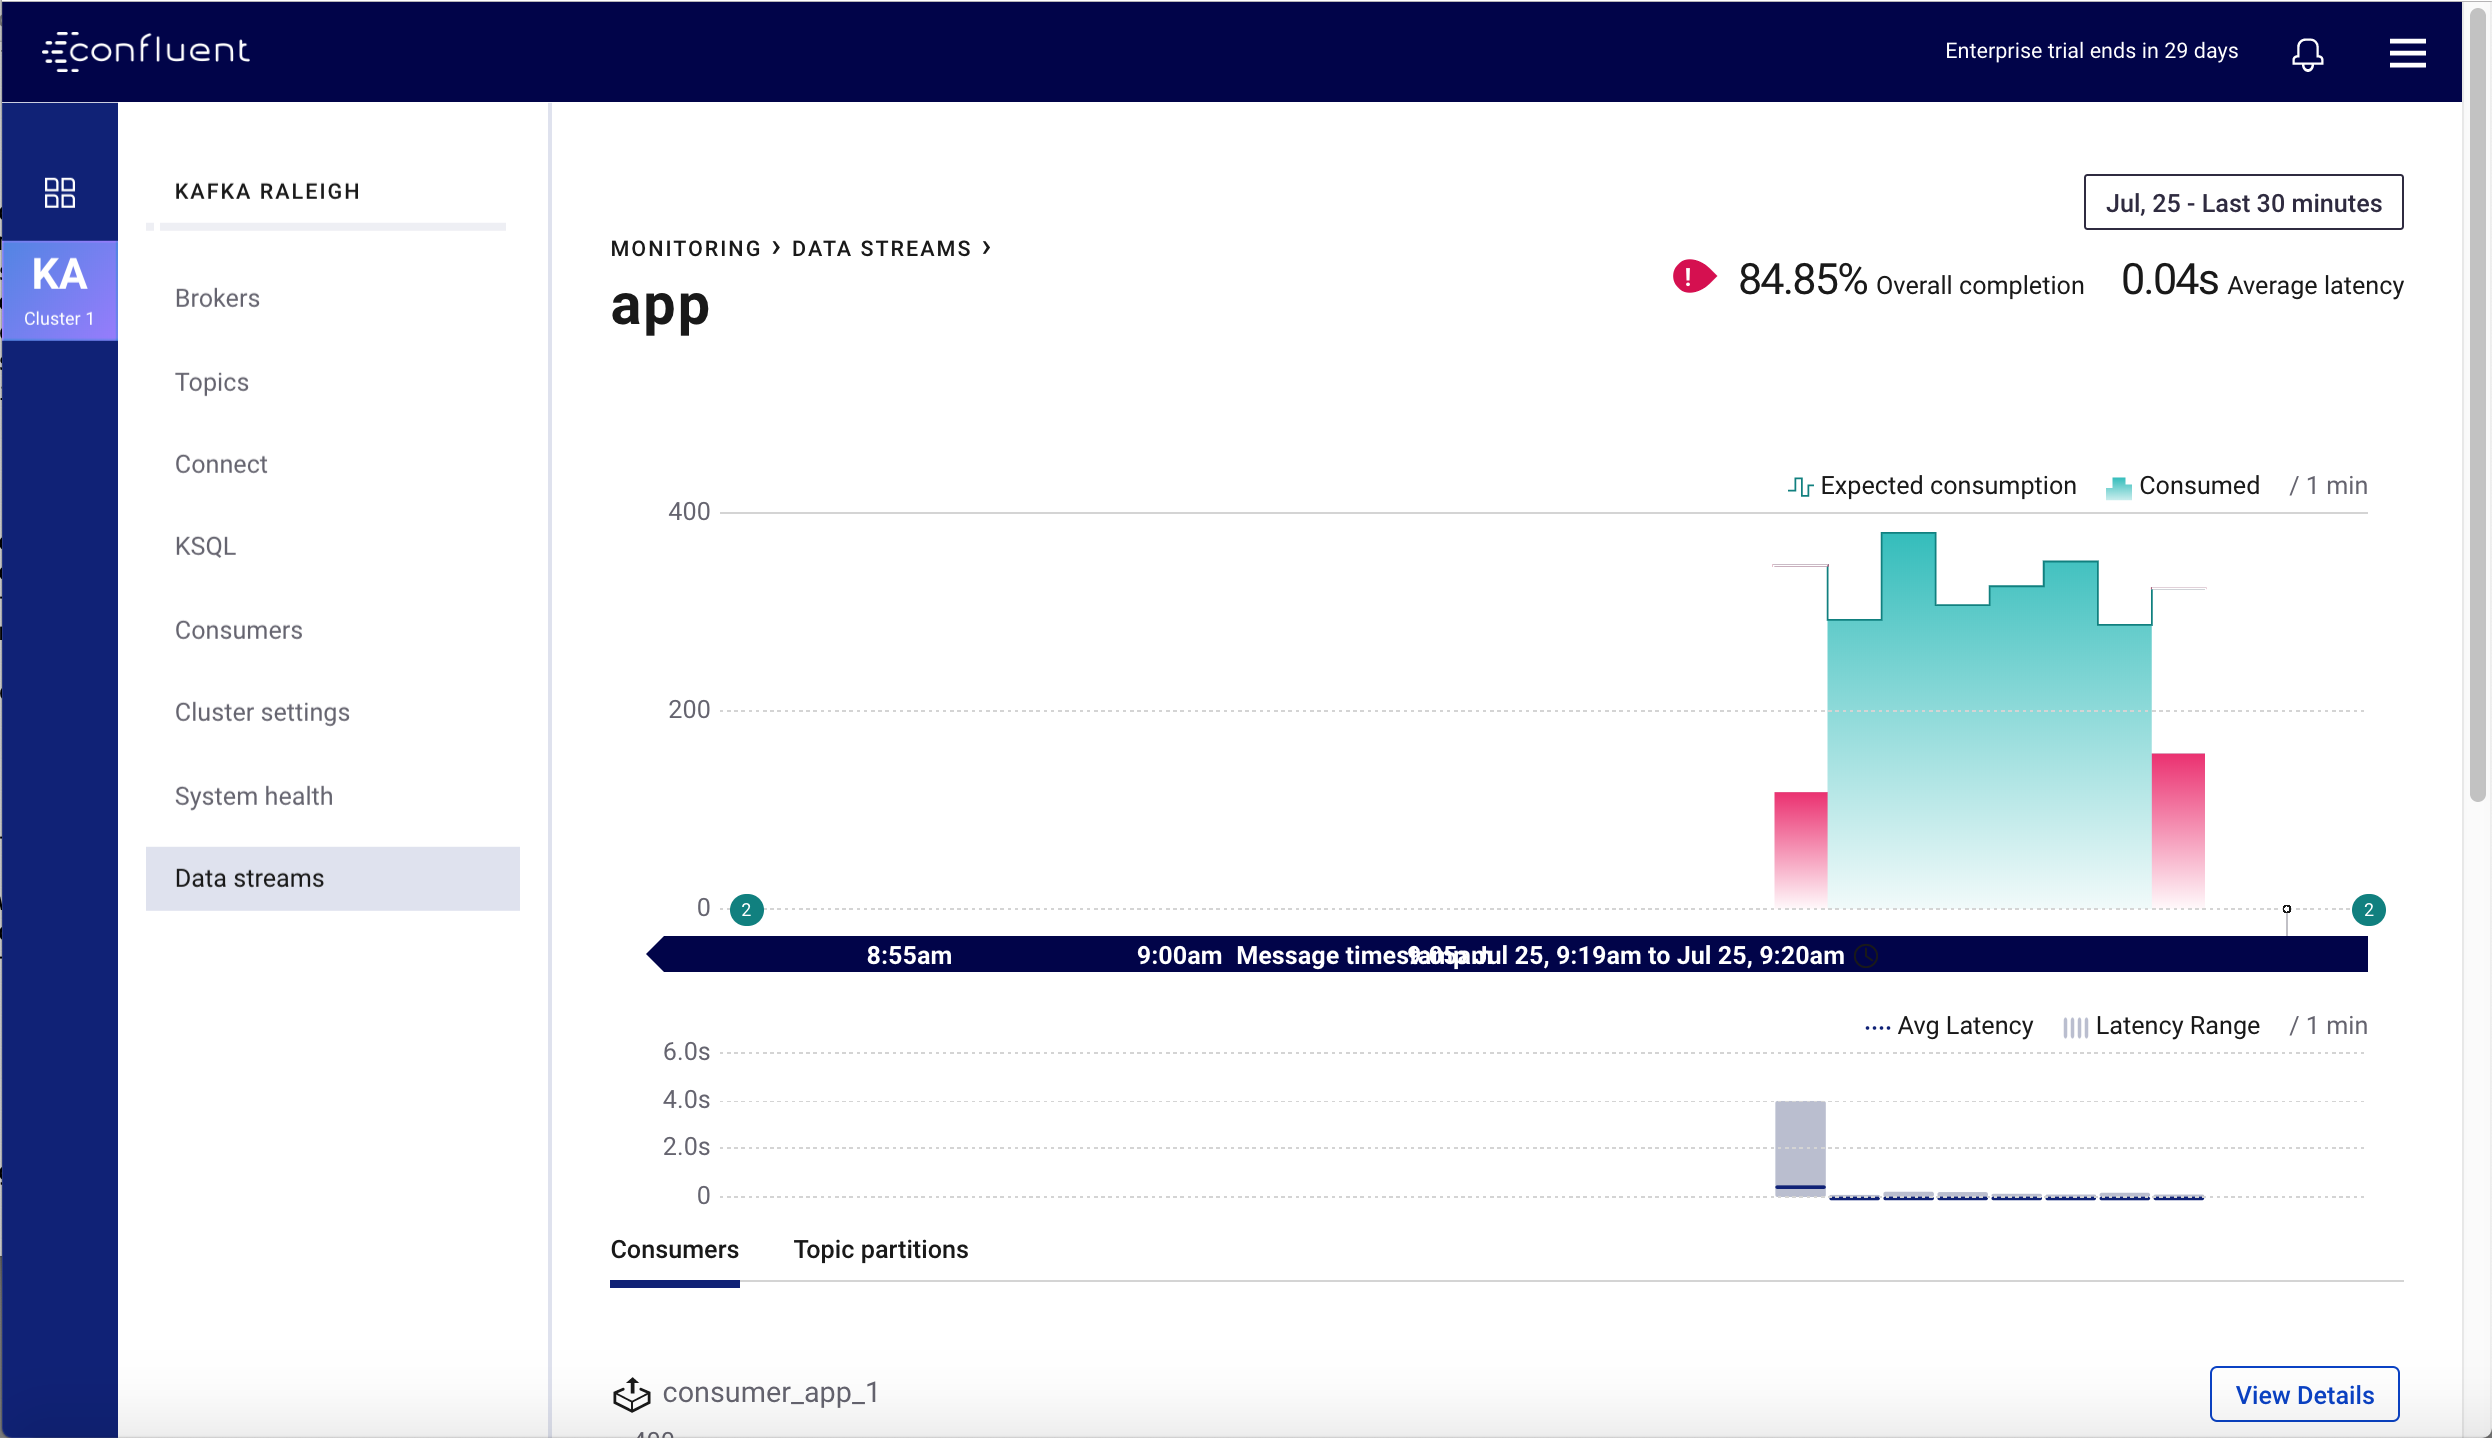 confluent
Enterprise trial ends in 29 days
KA
Cluster 1
KAFKA RALEIGH
Brokers
Topics
Connect
KSQL
Consumers
Cluster settings
System health
Data streams
Jul, 25 - Last 30 minutes
MONITORING › DATA STREAMS ›
app
! 84.85% Overall completion 0.04s Average latency
Expected consumption Consumed / 1 min
400
200
0
2
2
8:55am 9:00am Message timestamp Jul 25, 9:19am to Jul 25, 9:20am
9:05am
Avg Latency Latency Range / 1 min
6.0s
4.0s
2.0s
0
Consumers Topic partitions
consumer_app_1
View Details
400